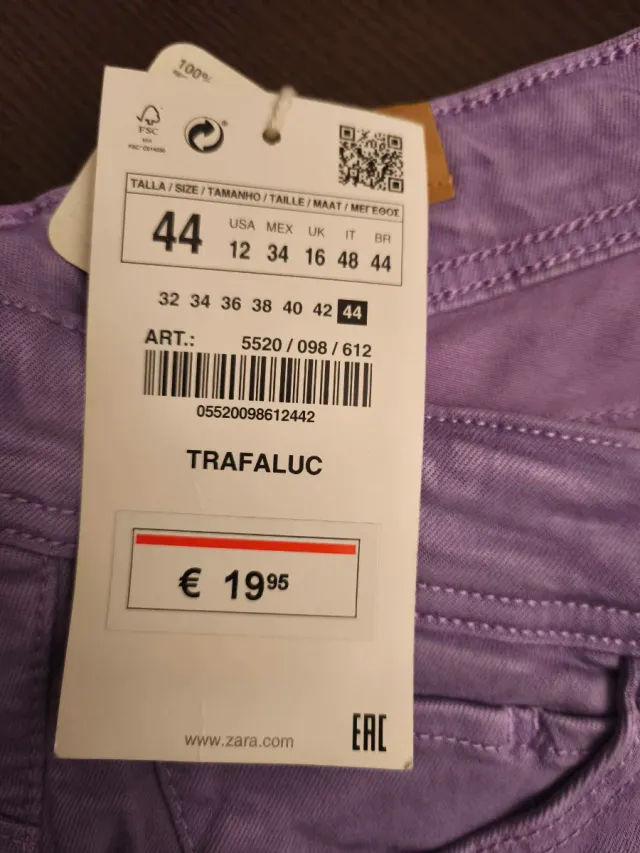 100%
FSC
TALLA / SIZE / TAMANHO / TAILLE / MAAT / ΜΕΓΕΘΟΣ
44
USA MEX UK IT BR
12 34 16 48 44
32 34 36 38 40 42 44
ART.: 5520 / 098 / 612
05520098612442
TRAFALUC
€ 19 95
www.zara.com
EAC